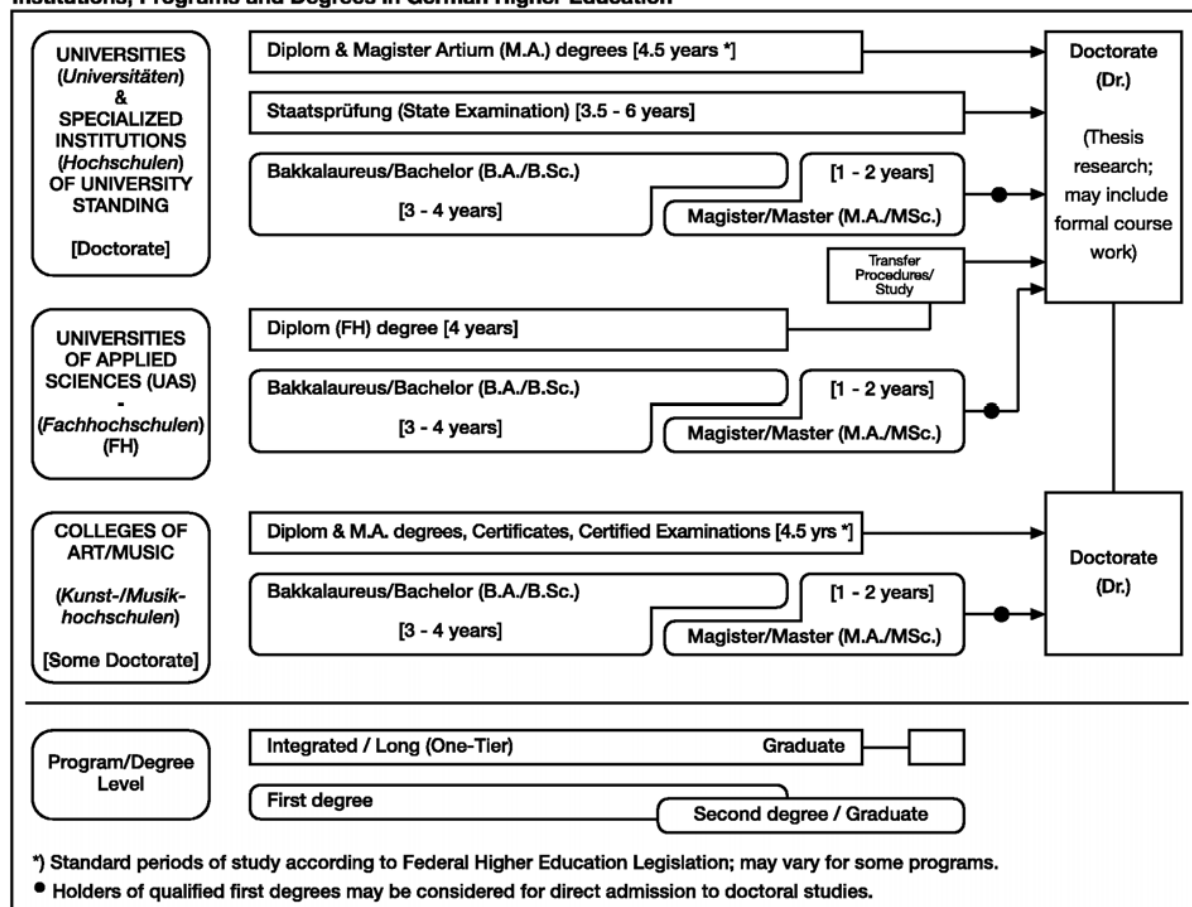 Institutions, Programs and Degrees in German Higher Education
UNIVERSITIES
(Universitäten)
&
SPECIALIZED
INSTITUTIONS
(Hochschulen)
OF UNIVERSITY
STANDING
[Doctorate]
Diplom & Magister Artium (M.A.) degrees [4.5 years *]
Staatsprüfung (State Examination) [3.5 - 6 years]
Bakkalaureus/Bachelor (B.A./B.Sc.)
[3 - 4 years]
[1 - 2 years]
Magister/Master (M.A./MSc.)
Doctorate
(Dr.)
(Thesis
research;
may include
formal course
work)
Transfer
Procedures/
Study
UNIVERSITIES
OF APPLIED
SCIENCES (UAS)
-
(Fachhochschulen)
(FH)
Diplom (FH) degree [4 years]
Bakkalaureus/Bachelor (B.A./B.Sc.)
[3 - 4 years]
[1 - 2 years]
Magister/Master (M.A./MSc.)
COLLEGES OF
ART/MUSIC
(Kunst-/Musik-
hochschulen)
[Some Doctorate]
Diplom & M.A. degrees, Certificates, Certified Examinations [4.5 yrs *]
Bakkalaureus/Bachelor (B.A./B.Sc.)
[3 - 4 years]
[1 - 2 years]
Magister/Master (M.A./MSc.)
Doctorate
(Dr.)
Program/Degree
Level
Integrated / Long (One-Tier) Graduate
First degree
Second degree / Graduate
*) Standard periods of study according to Federal Higher Education Legislation; may vary for some programs.
● Holders of qualified first degrees may be considered for direct admission to doctoral studies.